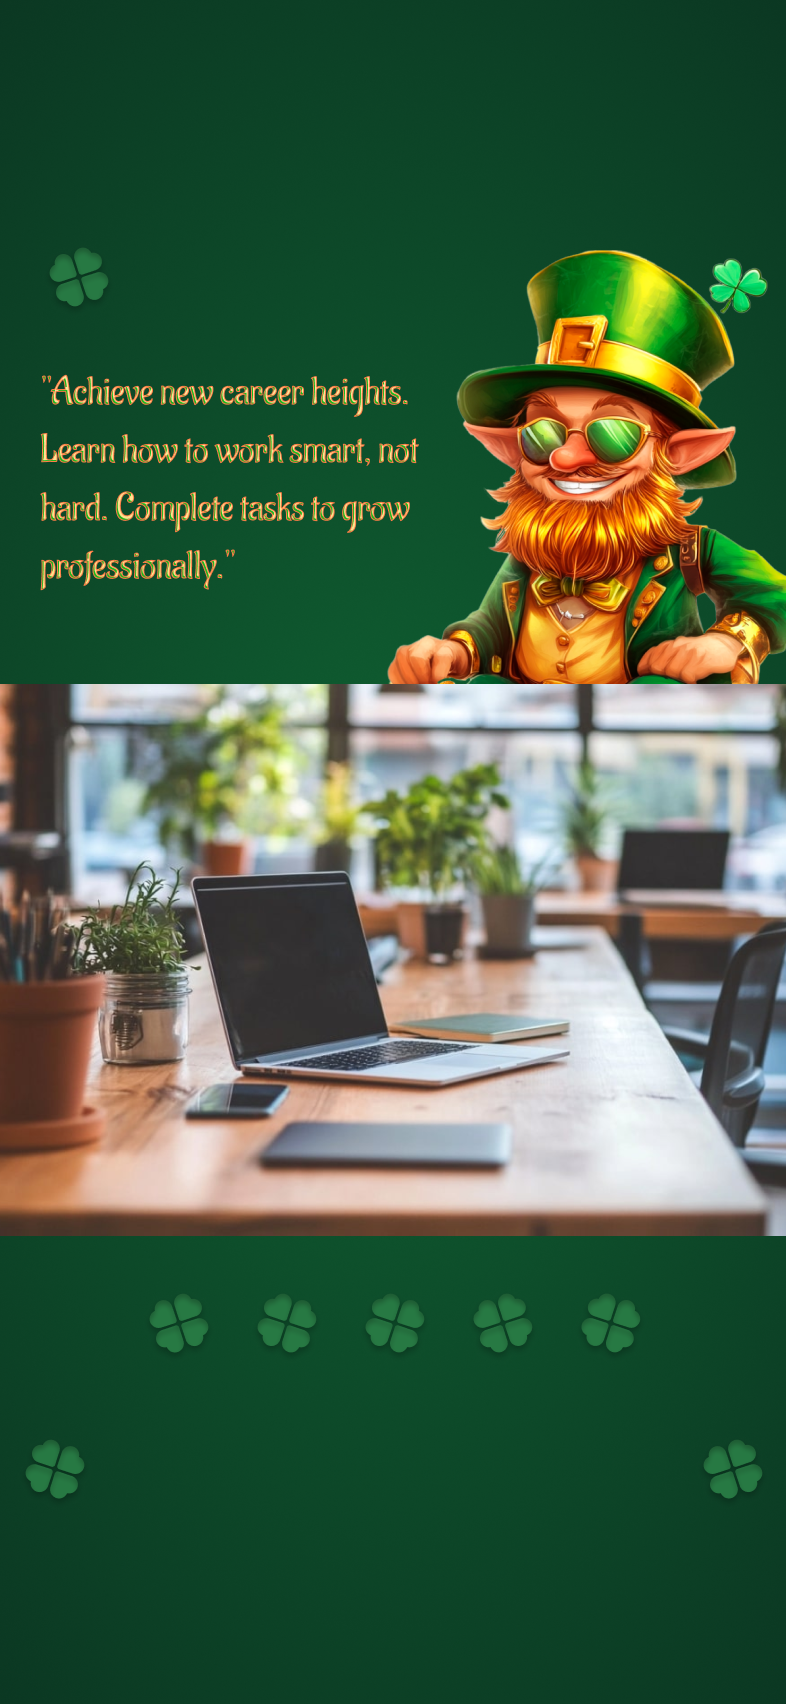 "Achieve new career heights.
Learn how to work smart, not
hard. Complete tasks to grow
professionally."